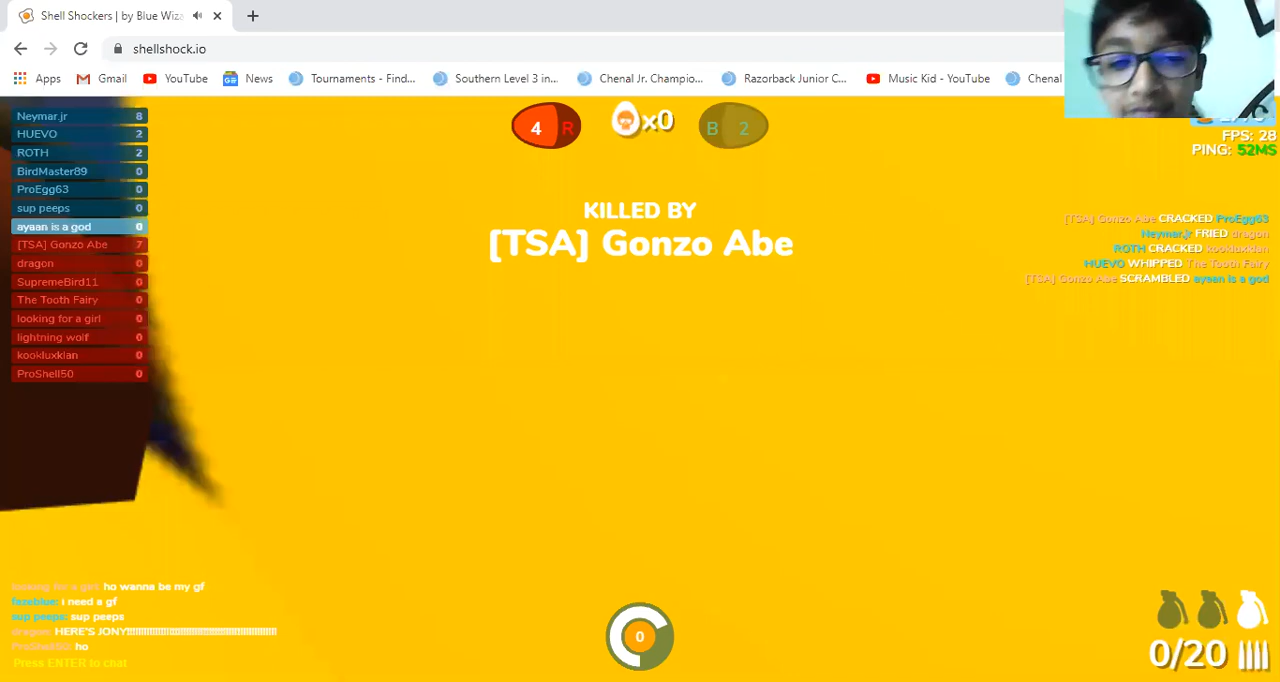 Shell Shockers | by Blue Wiza
shellshock.io
Apps Gmail YouTube News Tournaments - Find... Southern Level 3 in... Chenal Jr. Champio... Razorback Junior C... Music Kid - YouTube Chenal
Neymar.jr 8
HUEVO 2
ROTH 2
BirdMaster89 0
ProEgg63 0
sup peeps 0
ayaan is a god 0
[TSA] Gonzo Abe 7
dragon 0
SupremeBird11 0
The Tooth Fairy 0
looking for a girl 0
lightning wolf 0
kookluxklan 0
ProShell50 0
4 R x0 B 2
KILLED BY
[TSA] Gonzo Abe
FPS: 28
PING: 52MS
[TSA] Gonzo Abe CRACKED ProEgg63
Neymar.jr FRIED dragon
ROTH CRACKED kookluxklan
HUEVO WHIPPED The Tooth Fairy
[TSA] Gonzo Abe SCRAMBLED ayaan is a god
looking for a girl: ho wanna be my gf
fazeblue: i need a gf
sup peeps: sup peeps
dragon: HERE'S JONY!!!!!!!!!!!!!!!!!!!!!!!!!!!!!!!!!!!!!!!!!!!!!!!!!!
ProShell50: ho
Press ENTER to chat
0
0/20